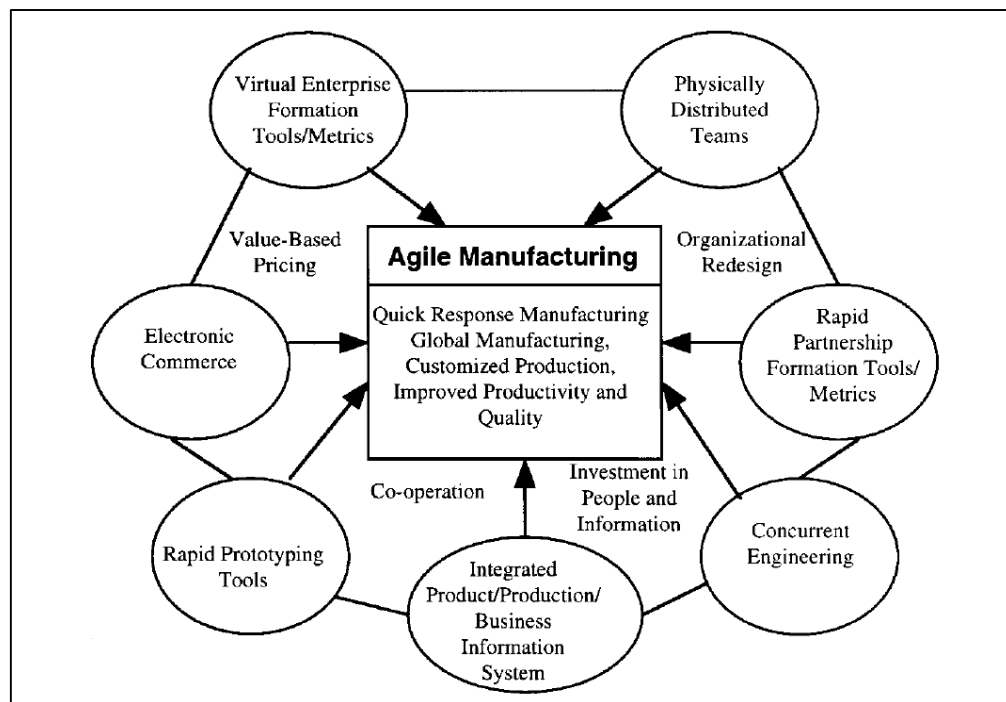 Virtual Enterprise
Formation
Tools/Metrics
Physically
Distributed
Teams
Value-Based
Pricing
Agile Manufacturing
Organizational
Redesign
Quick Response Manufacturing
Global Manufacturing,
Customized Production,
Improved Productivity and
Quality
Electronic
Commerce
Rapid
Partnership
Formation Tools/
Metrics
Co-operation
Investment in
People and
Information
Rapid Prototyping
Tools
Integrated
Product/Production/
Business
Information
System
Concurrent
Engineering